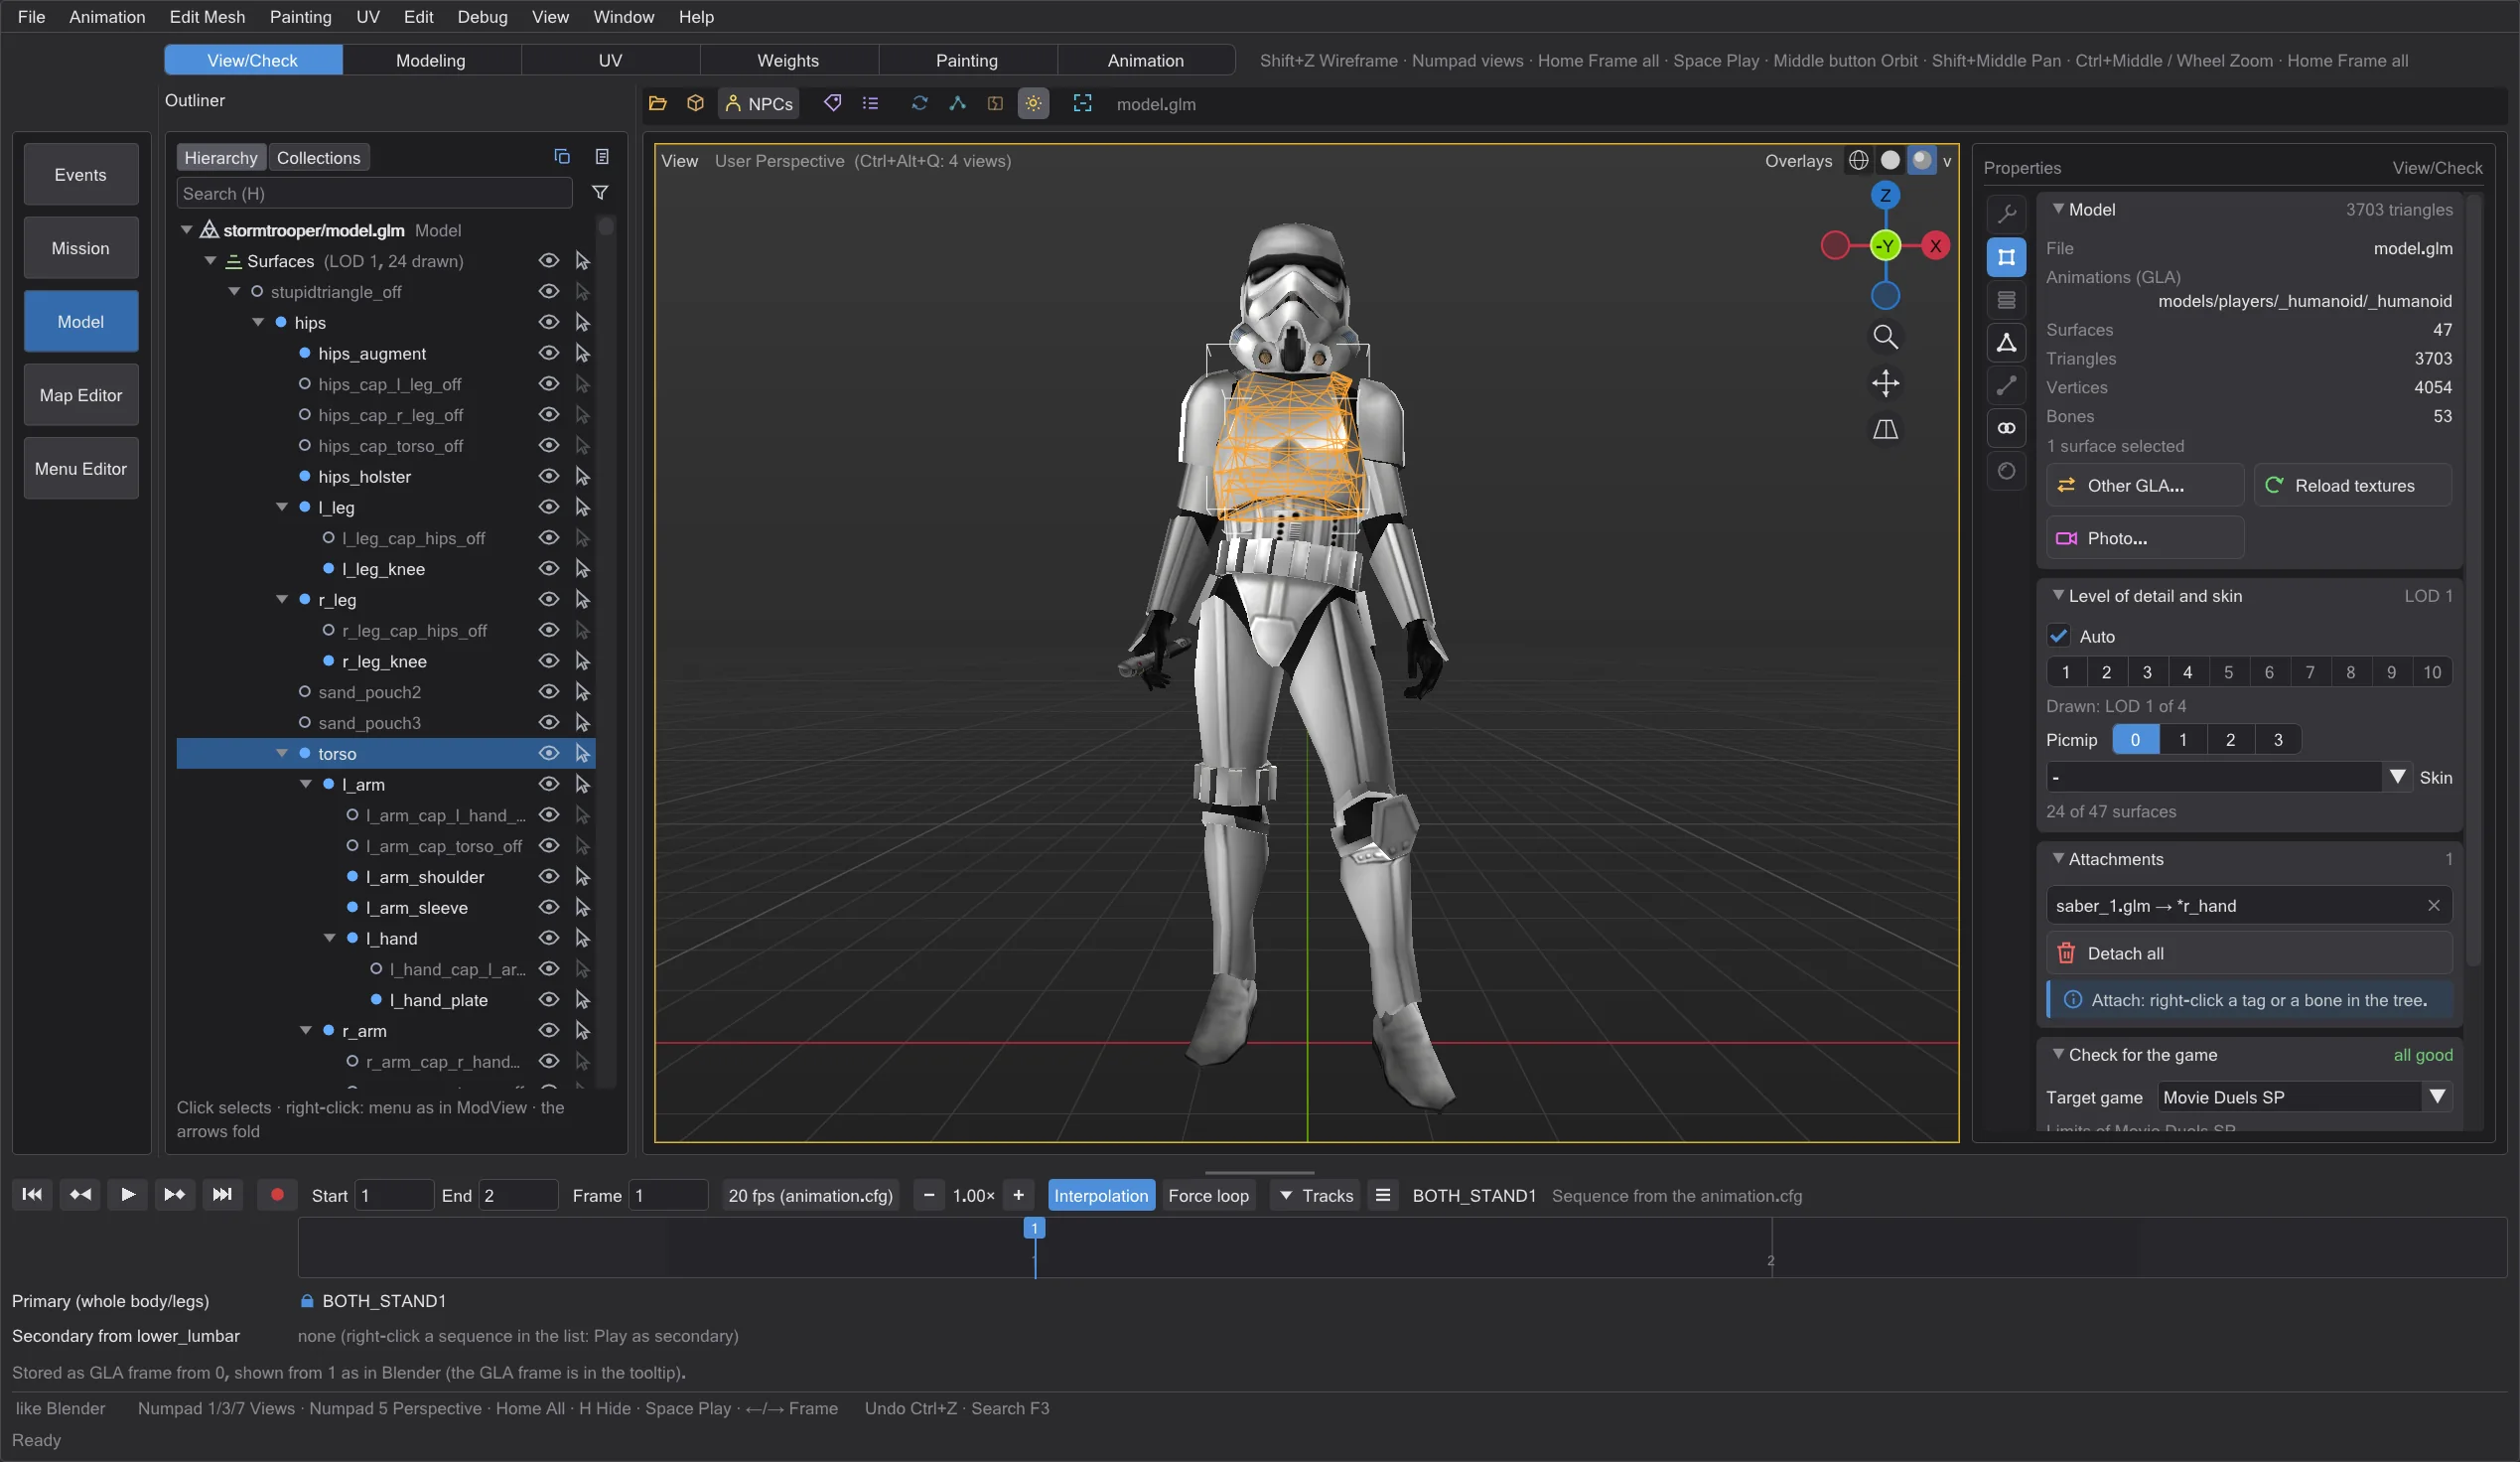 File Animation Edit Mesh Painting UV Edit Debug View Window Help
View/Check Modeling UV Weights Painting Animation Shift+Z Wireframe · Numpad views · Home Frame all · Space Play · Middle button Orbit · Shift+Middle Pan · Ctrl+Middle / Wheel Zoom · Home Frame all
Outliner
NPCs model.glm
Events
Mission
Model
Map Editor
Menu Editor
Hierarchy Collections
Search (H)
stormtrooper/model.glm Model
Surfaces (LOD 1, 24 drawn)
stupidtriangle_off
hips
hips_augment
hips_cap_l_leg_off
hips_cap_r_leg_off
hips_cap_torso_off
hips_holster
l_leg
l_leg_cap_hips_off
l_leg_knee
r_leg
r_leg_cap_hips_off
r_leg_knee
sand_pouch2
sand_pouch3
torso
l_arm
l_arm_cap_l_hand_...
l_arm_cap_torso_off
l_arm_shoulder
l_arm_sleeve
l_hand
l_hand_cap_l_ar...
l_hand_plate
r_arm
r_arm_cap_r_hand...
Click selects · right-click: menu as in ModView · the
arrows fold
View User Perspective (Ctrl+Alt+Q: 4 views)
Overlays v
Z
-Y X
Properties View/Check
Model 3703 triangles
File model.glm
Animations (GLA)
models/players/_humanoid/_humanoid
Surfaces 47
Triangles 3703
Vertices 4054
Bones 53
1 surface selected
Other GLA... Reload textures
Photo...
Level of detail and skin LOD 1
Auto
1 2 3 4 5 6 7 8 9 10
Drawn: LOD 1 of 4
Picmip 0 1 2 3
- Skin
24 of 47 surfaces
Attachments 1
saber_1.glm → *r_hand
Detach all
Attach: right-click a tag or a bone in the tree.
Check for the game all good
Target game Movie Duels SP
Limits of Movie Duels SP
Start 1 End 2 Frame 1 20 fps (animation.cfg) − 1.00× + Interpolation Force loop Tracks BOTH_STAND1 Sequence from the animation.cfg
1
2
Primary (whole body/legs) BOTH_STAND1
Secondary from lower_lumbar none (right-click a sequence in the list: Play as secondary)
Stored as GLA frame from 0, shown from 1 as in Blender (the GLA frame is in the tooltip).
like Blender Numpad 1/3/7 Views · Numpad 5 Perspective · Home All · H Hide · Space Play · ←/→ Frame Undo Ctrl+Z · Search F3
Ready